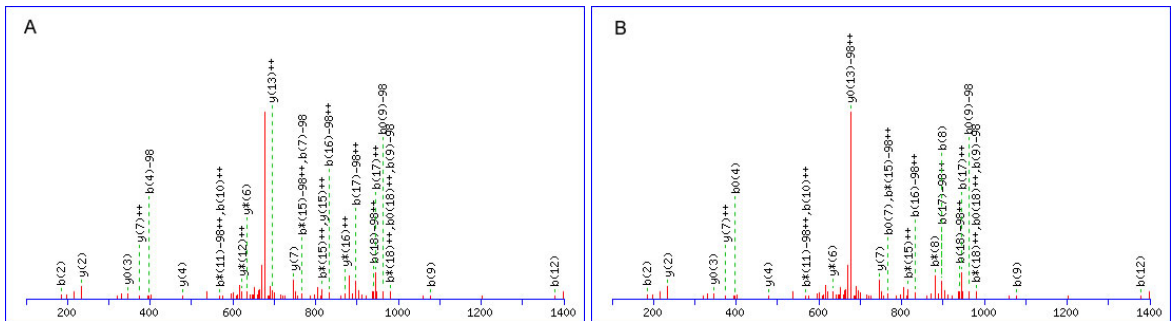 A
b(2)
y(2)
y0(3)
y(7)++
b(4)-98
y(4)
b*(11)-98++,b(10)++
y*(12)++
y*(6)
y(13)++
y(7)
b*(15)-98++,b(7)-98
b*(15)++,y(15)++
b(16)-98++
y*(16)++
b(17)-98++
b(18)-98++
b(17)++
b0(9)-98
b*(18)++,b0(18)++,b(9)-98
b(9)
b(12)
200 400 600 800 1000 1200 1400
B
b(2)
y(2)
y0(3)
y(7)++
b0(4)
y(4)
b*(11)-98++,b(10)++
y*(6)
y0(13)-98++
y(7)
b0(7),b*(15)-98++
b*(15)++
b(16)-98++
b*(8)
b(17)-98++
b(8)
b(18)-98++
b(17)++
b0(9)-98
b*(18)++,b0(18)++,b(9)-98
b(9)
b(12)
200 400 600 800 1000 1200 1400